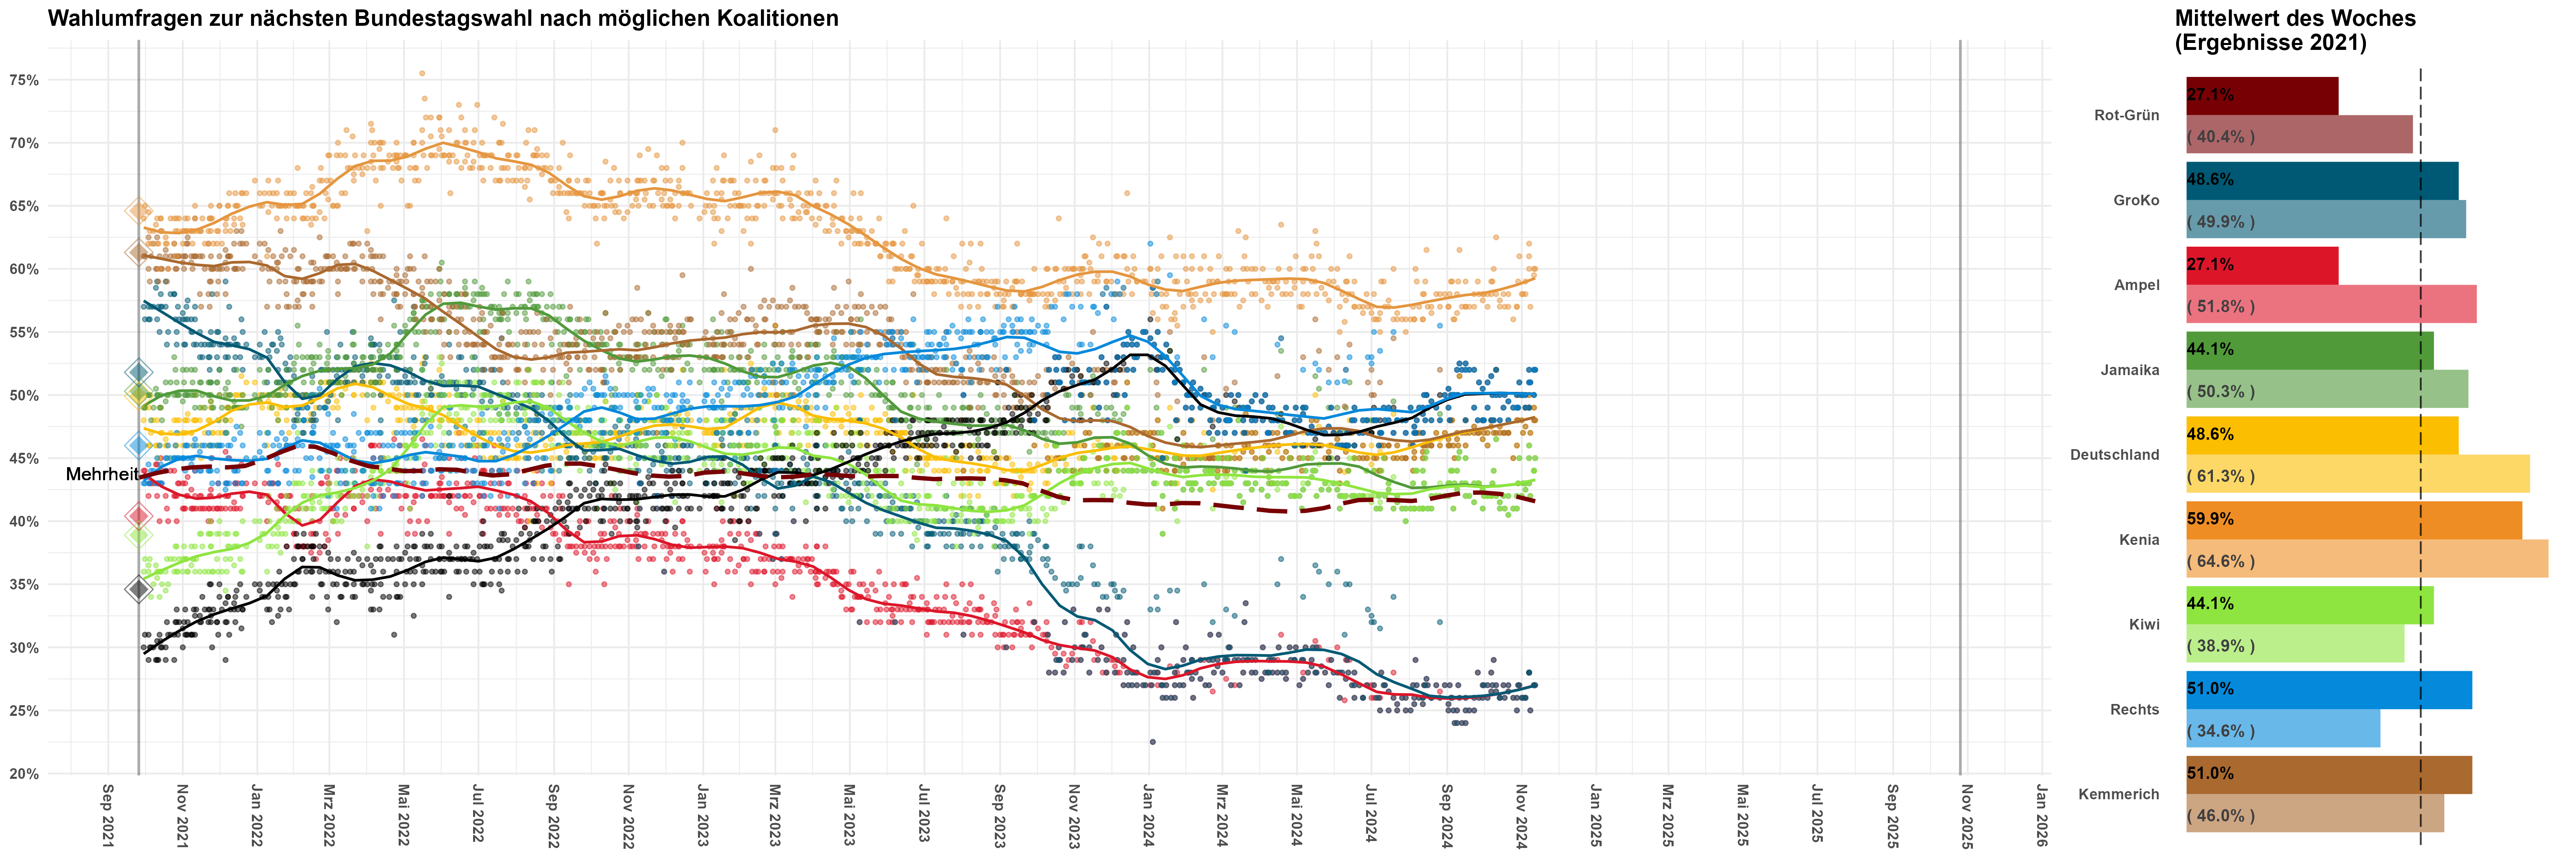 Wahlumfragen zur nächsten Bundestagswahl nach möglichen Koalitionen
75%
70%
65%
60%
55%
50%
45%
40%
35%
30%
25%
20%
Mehrheit
Sep 2021
Nov 2021
Jan 2022
Mrz 2022
Mai 2022
Jul 2022
Sep 2022
Nov 2022
Jan 2023
Mrz 2023
Mai 2023
Jul 2023
Sep 2023
Nov 2023
Jan 2024
Mrz 2024
Mai 2024
Jul 2024
Sep 2024
Nov 2024
Jan 2025
Mrz 2025
Mai 2025
Jul 2025
Sep 2025
Nov 2025
Jan 2026
Mittelwert des Woches
(Ergebnisse 2021)
Rot-Grün
27.1%
( 40.4% )
GroKo
48.6%
( 49.9% )
Ampel
27.1%
( 51.8% )
Jamaika
44.1%
( 50.3% )
Deutschland
48.6%
( 61.3% )
Kenia
59.9%
( 64.6% )
Kiwi
44.1%
( 38.9% )
Rechts
51.0%
( 34.6% )
Kemmerich
51.0%
( 46.0% )